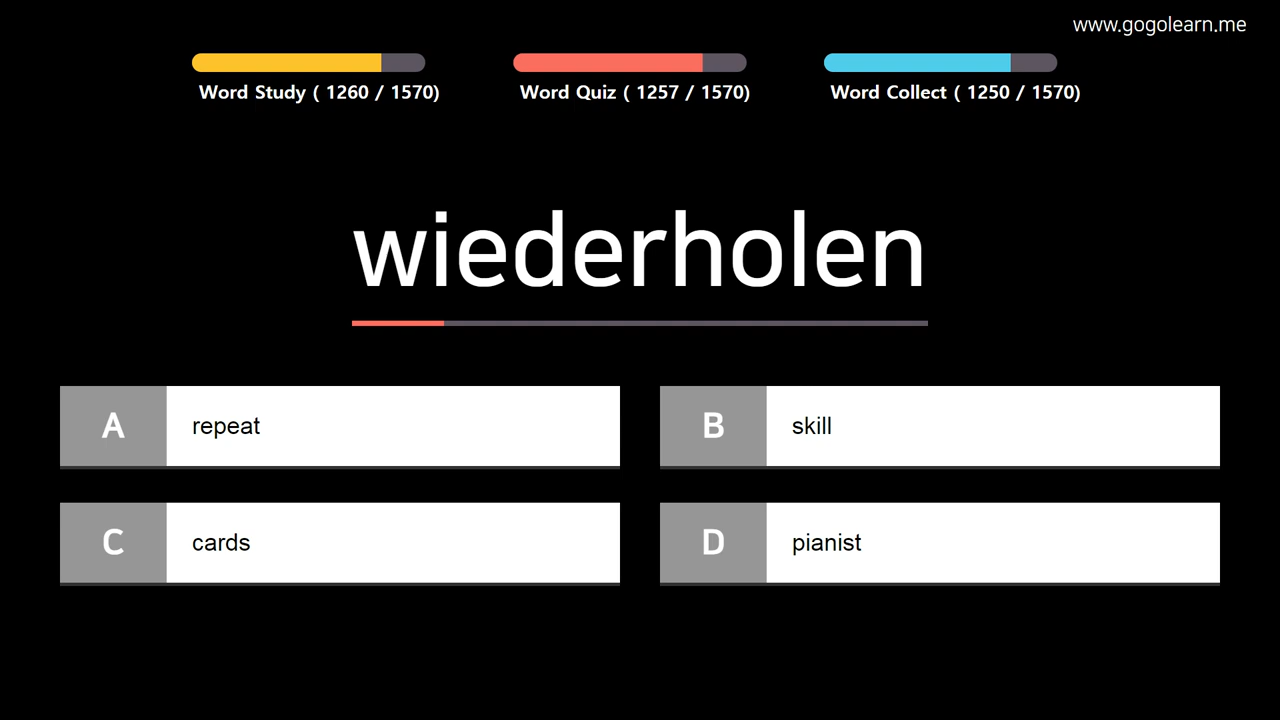 www.gogolearn.me
Word Study ( 1260 / 1570)
Word Quiz ( 1257 / 1570)
Word Collect ( 1250 / 1570)
wiederholen
A repeat
B skill
C cards
D pianist